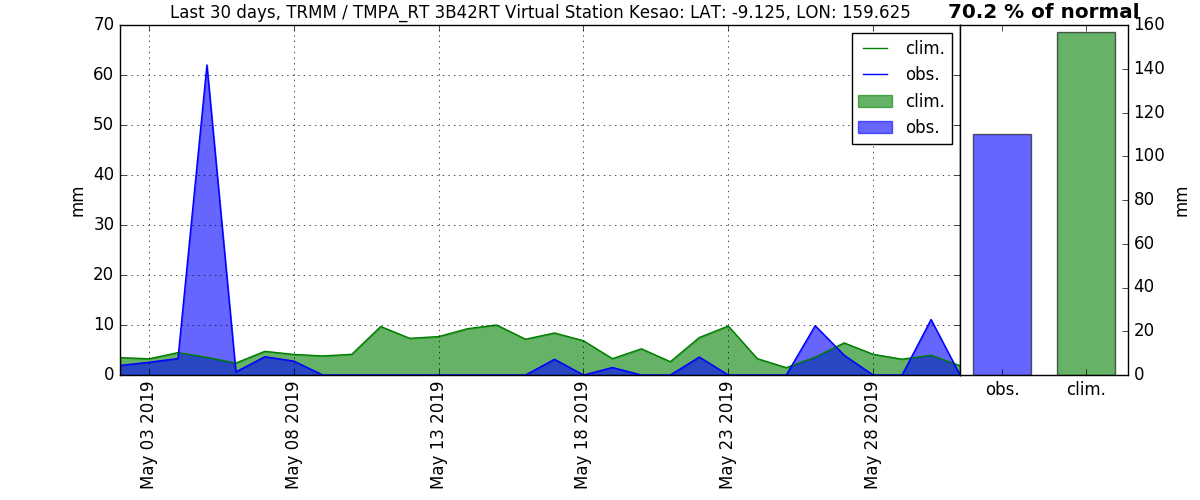 Last 30 days, TRMM / TMPA_RT 3B42RT Virtual Station Kesao: LAT: -9.125, LON: 159.625
70.2 % of normal
70
60
50
40
30
20
10
0
mm
clim.
obs.
clim.
obs.
May 03 2019
May 08 2019
May 13 2019
May 18 2019
May 23 2019
May 28 2019
160
140
120
100
80
60
40
20
0
mm
obs.
clim.